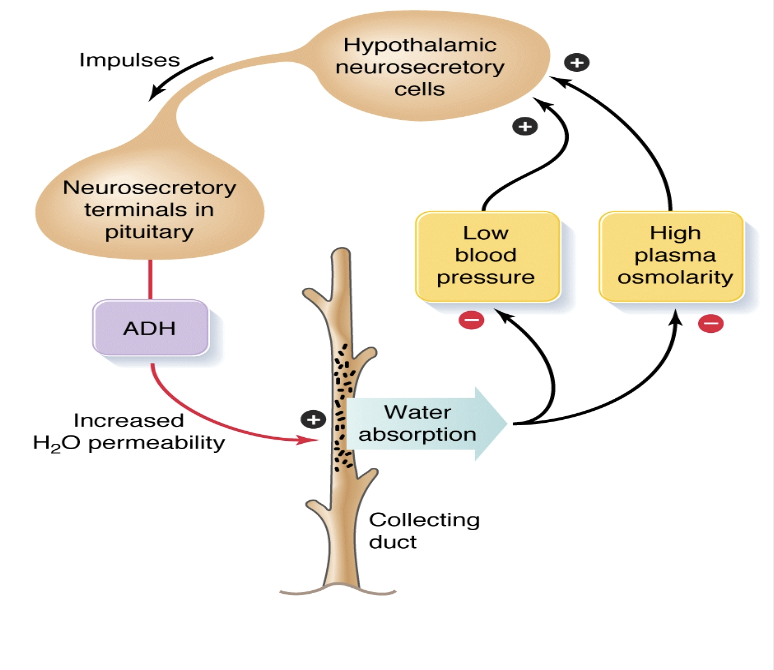 Impulses
Hypothalamic
neurosecretory
cells
+
+
Neurosecretory
terminals in
pituitary
Low
blood
pressure
High
plasma
osmolarity
−
−
ADH
+
Increased
H₂O permeability
Water
absorption
Collecting
duct